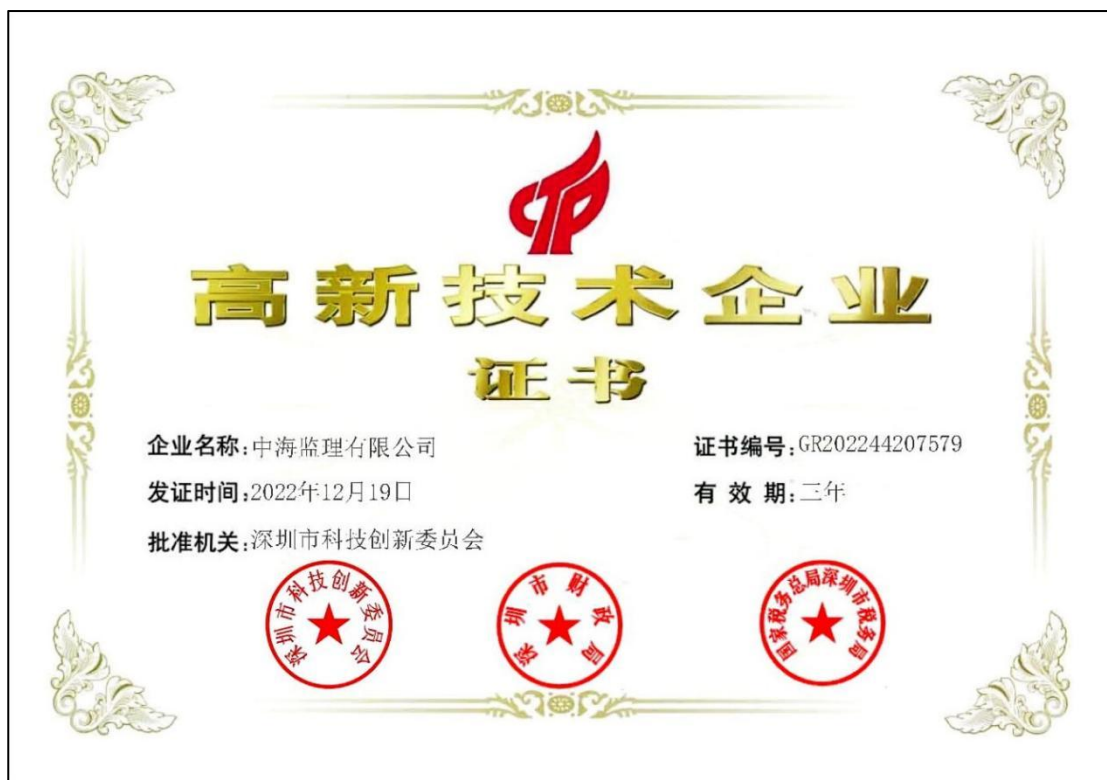 CTP
高新技术企业
证书
企业名称:中海监理有限公司
证书编号:GR202244207579
发证时间:2022年12月19日
有效期:三年
批准机关:深圳市科技创新委员会
深圳市科技创新委员会
深圳市财政局
国家税务总局深圳市税务局